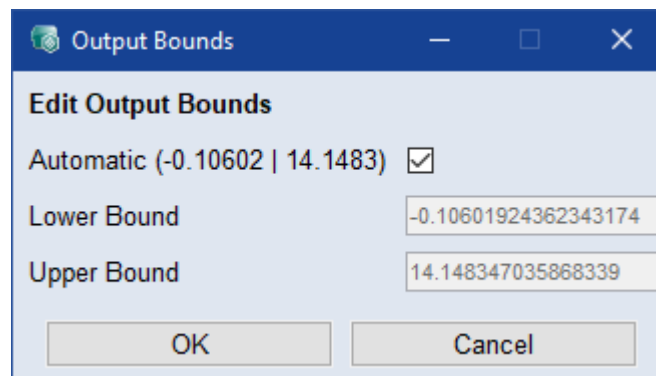 Output Bounds
Edit Output Bounds
Automatic (-0.10602 | 14.1483)
Lower Bound -0.10601924362343174
Upper Bound 14.148347035868339
OK Cancel